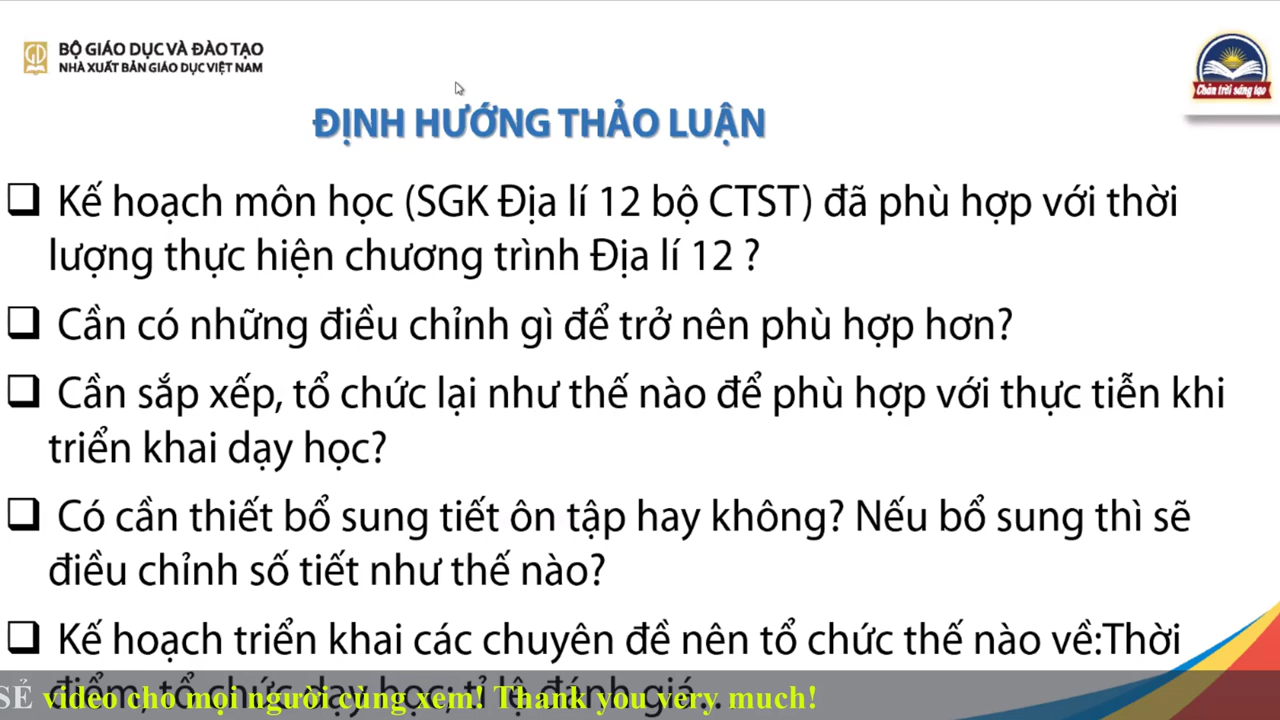 BỘ GIÁO DỤC VÀ ĐÀO TẠO
NHÀ XUẤT BẢN GIÁO DỤC VIỆT NAM
Chân trời sáng tạo
ĐỊNH HƯỚNG THẢO LUẬN
❑ Kế hoạch môn học (SGK Địa lí 12 bộ CTST) đã phù hợp với thời
lượng thực hiện chương trình Địa lí 12 ?
❑ Cần có những điều chỉnh gì để trở nên phù hợp hơn?
❑ Cần sắp xếp, tổ chức lại như thế nào để phù hợp với thực tiễn khi
triển khai dạy học?
❑ Có cần thiết bổ sung tiết ôn tập hay không? Nếu bổ sung thì sẽ
điều chỉnh số tiết như thế nào?
❑ Kế hoạch triển khai các chuyên đề nên tổ chức thế nào về:Thời
điểm, tổ chức dạy học; tỉ lệ đánh giá...
SẺ video cho mọi người cùng xem! Thank you very much!